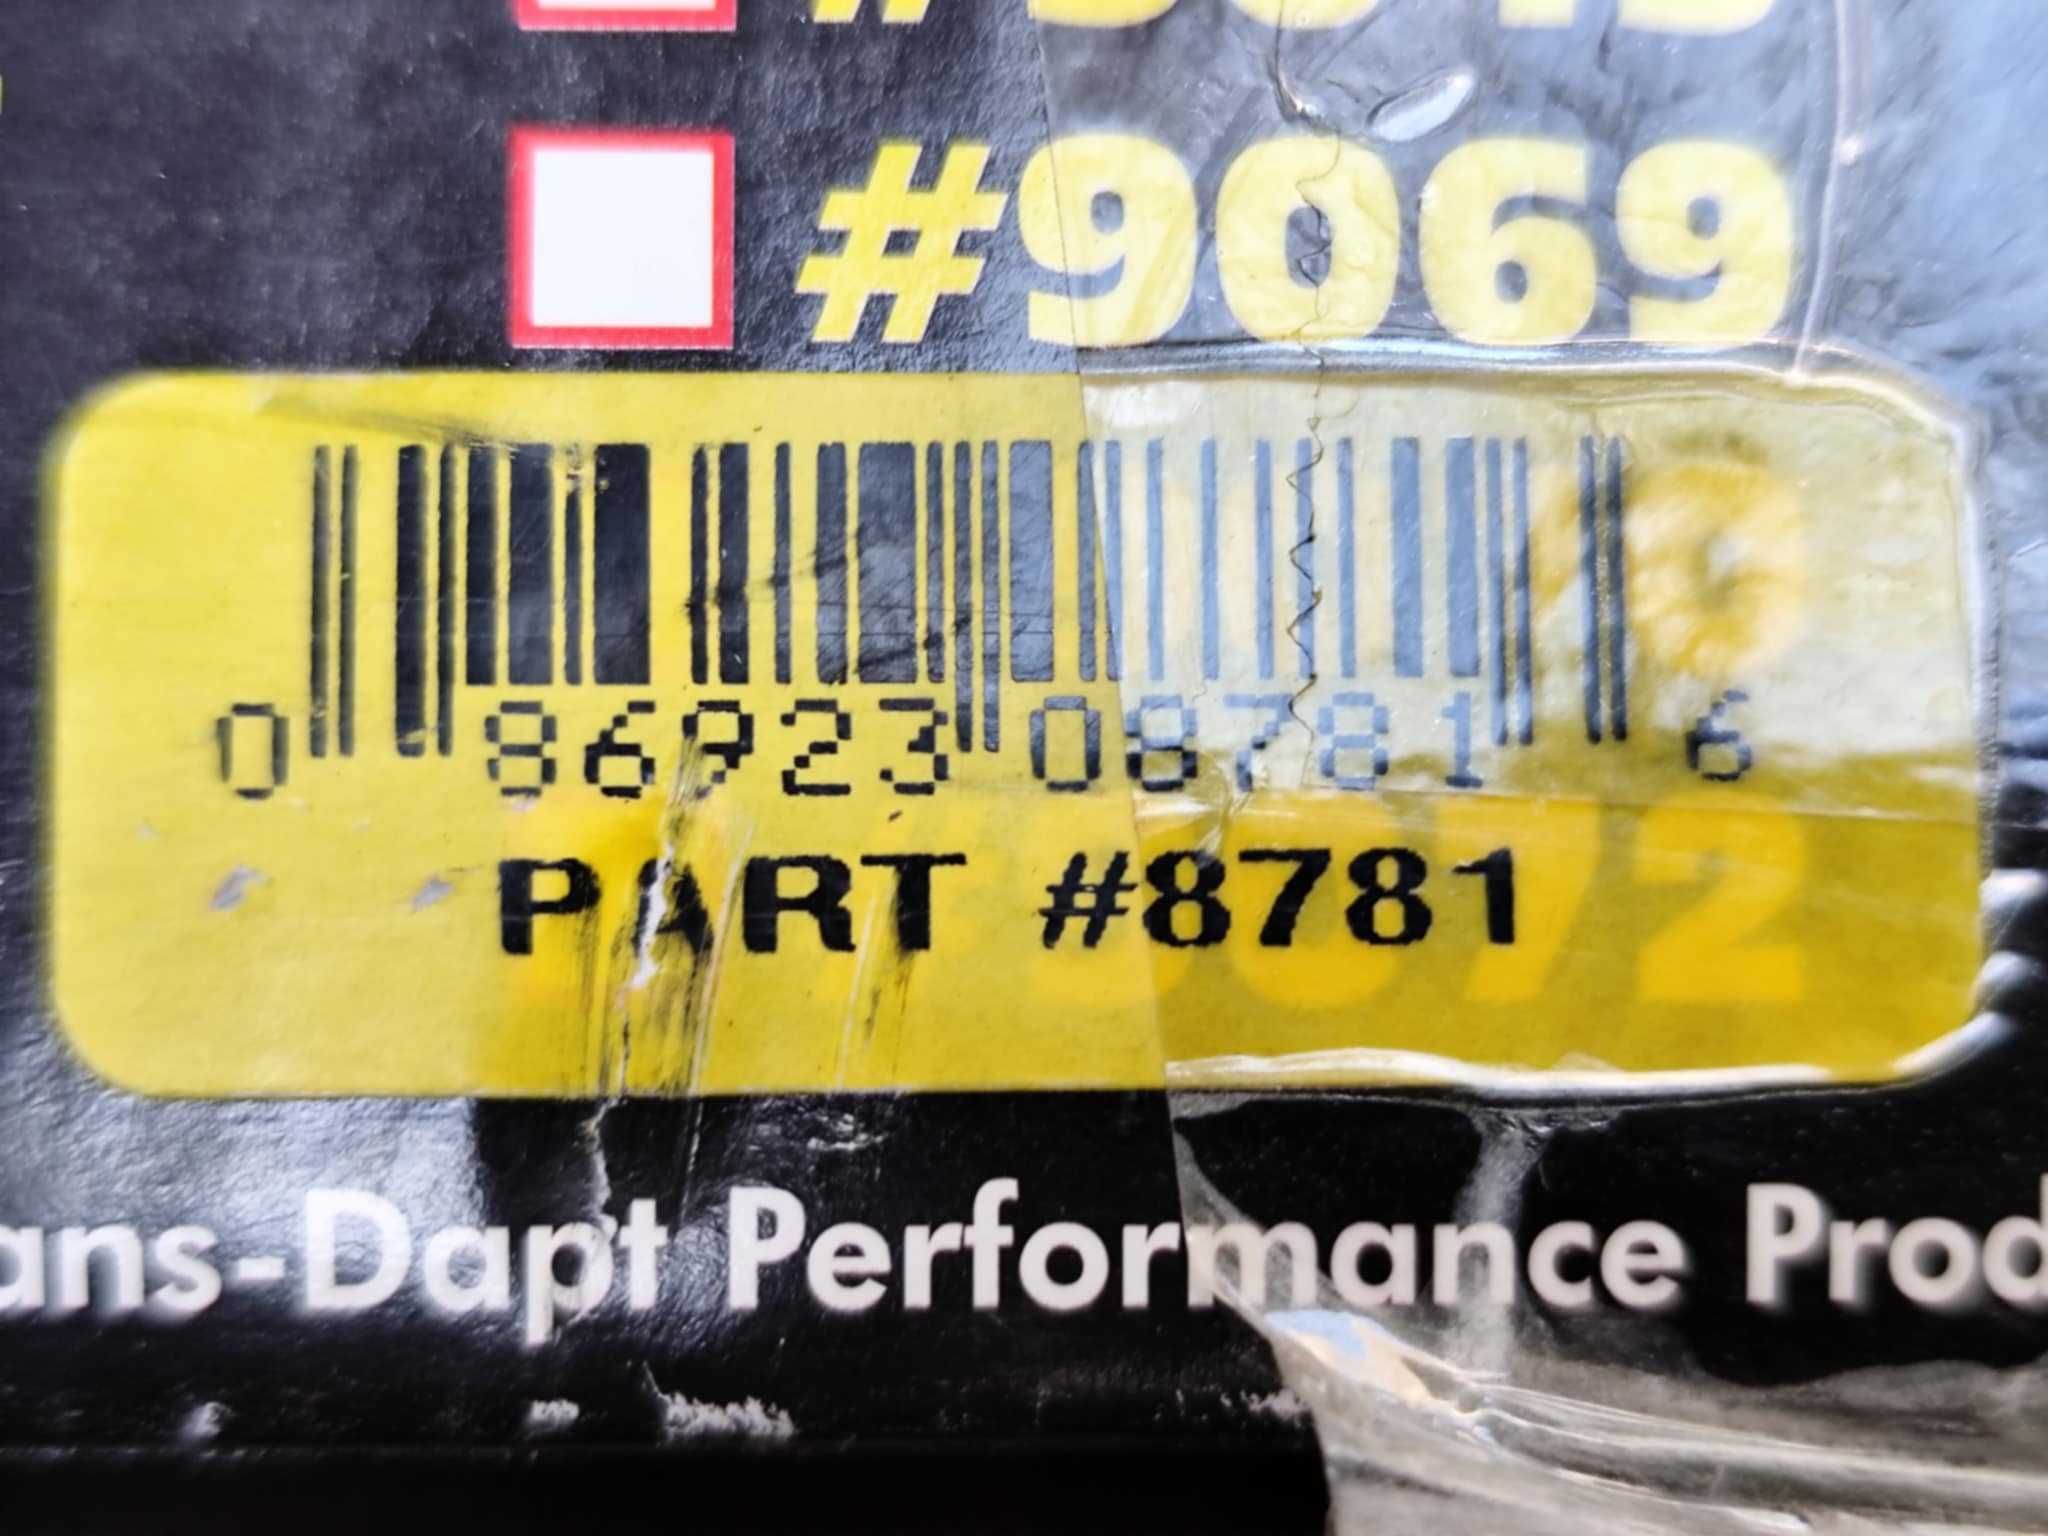 #9069
0 86923 08781 6
PART #8781
ans-Dapt Performance Prod